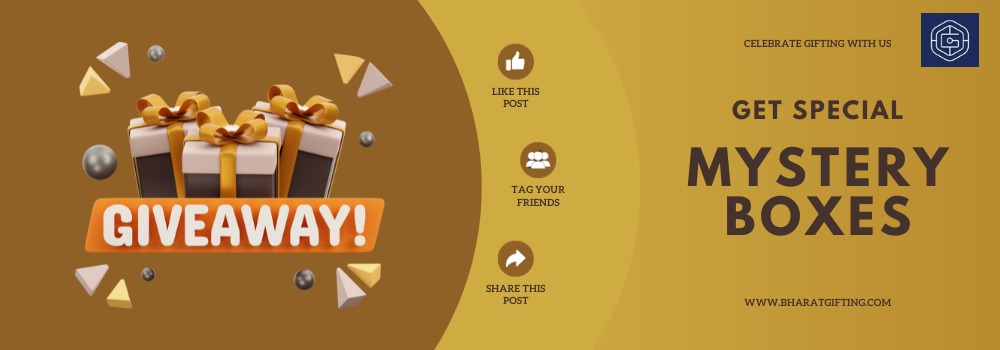 GIVEAWAY!
LIKE THIS
POST
TAG YOUR
FRIENDS
SHARE THIS
POST
CELEBRATE GIFTING WITH US
GET SPECIAL
MYSTERY
BOXES
WWW.BHARATGIFTING.COM